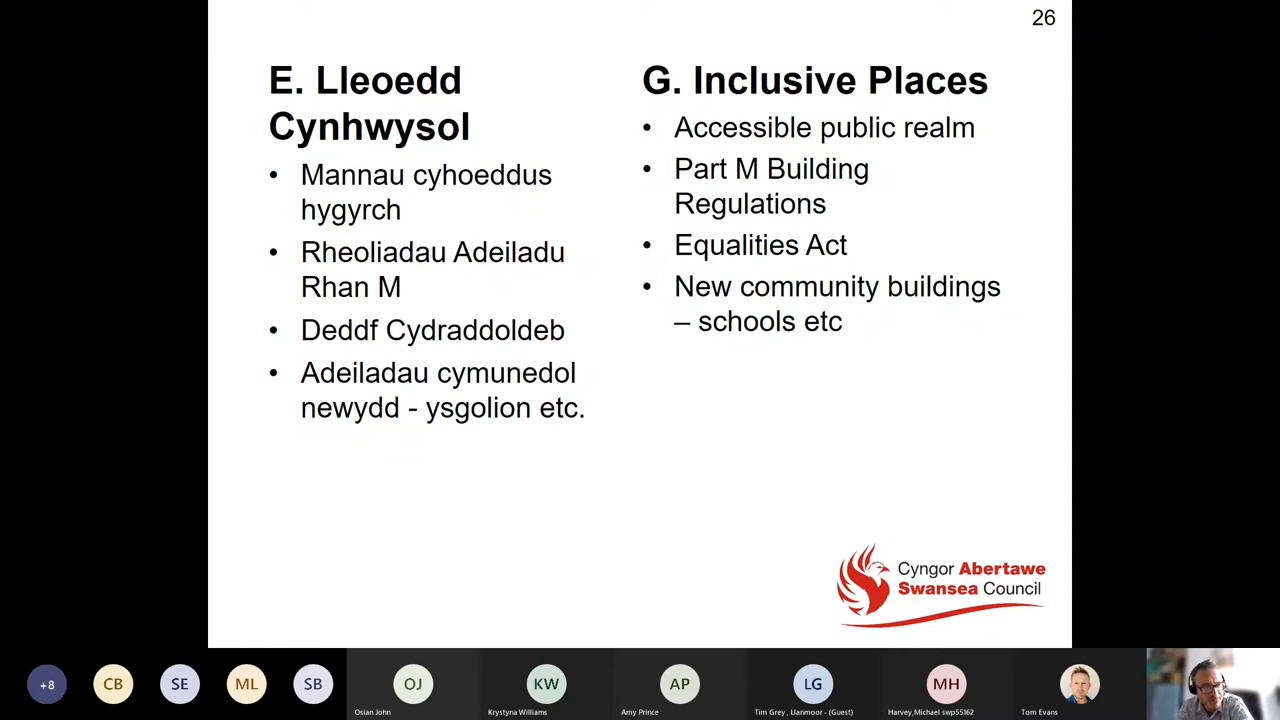 26
E. Lleoedd
Cynhwysol
• Mannau cyhoeddus
hygyrch
• Rheoliadau Adeiladu
Rhan M
• Deddf Cydraddoldeb
• Adeiladau cymunedol
newydd - ysgolion etc.
G. Inclusive Places
• Accessible public realm
• Part M Building
Regulations
• Equalities Act
• New community buildings
– schools etc
Cyngor Abertawe
Swansea Council
+8
CB
SE
ML
SB
OJ
Osian John
KW
Krystyna Williams
AP
Amy Prince
LG
Tim Grey , Llanmoor - (Guest)
MH
Harvey,Michael swp55162
Tom Evans